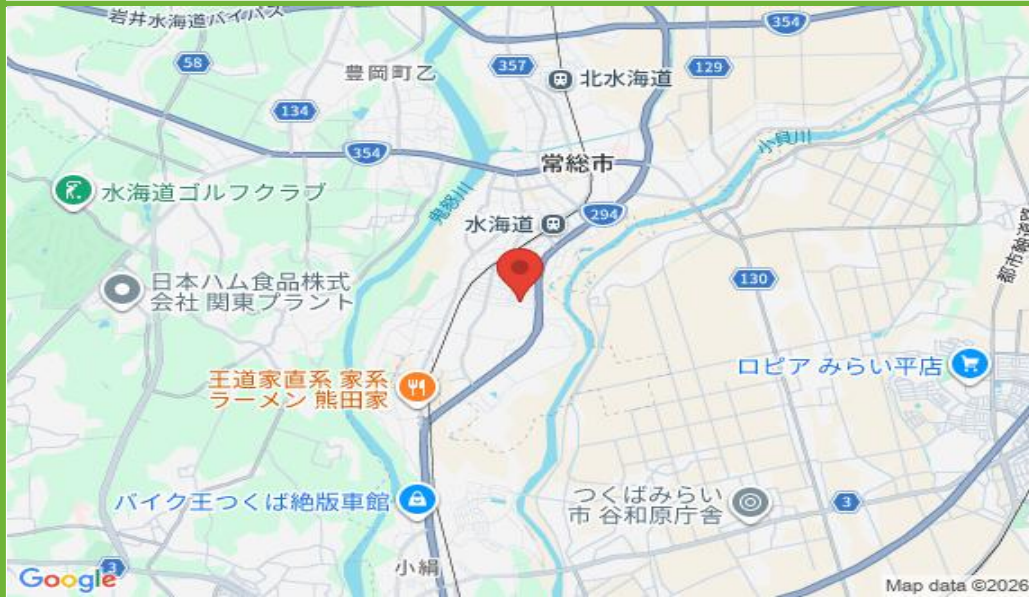 岩井水海道バイパス
354
58
豊岡町乙
357
北水海道
129
134
354
小貝川
常総市
水海道ゴルフクラブ
鬼怒川
水海道
294
日本ハム食品株式
会社 関東プラント
130
王道家直系 家系
ラーメン 熊田家
ロピア みらい平店
バイク王つくば絶版車館
つくばみらい
市 谷和原庁舎
3
3
小絹
Google
Map data ©2026